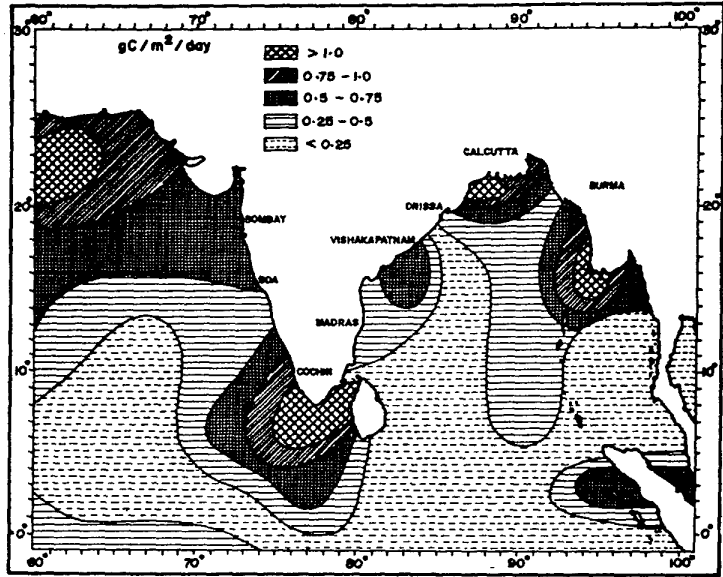 60° 70° 80° 90° 100°
30 30
gC/m²/day
> 1.0
0.75 - 1.0
0.5 - 0.75
0.25 - 0.5
< 0.25
CALCUTTA
BURMA
20° 20°
ORISSA
BOMBAY
VISHAKAPATNAM
GOA
MADRAS
10° 10°
COCHIN
0° 0°
60° 70° 80° 90° 100°